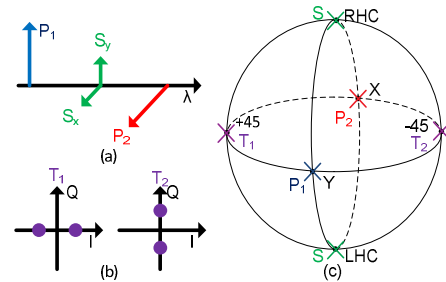 P1
Sy
Sx
P2
λ
(a)
T1
Q
I
T2
Q
I
(b)
S
RHC
+45
T1
P2
X
-45
T2
P1
Y
S
LHC
(c)